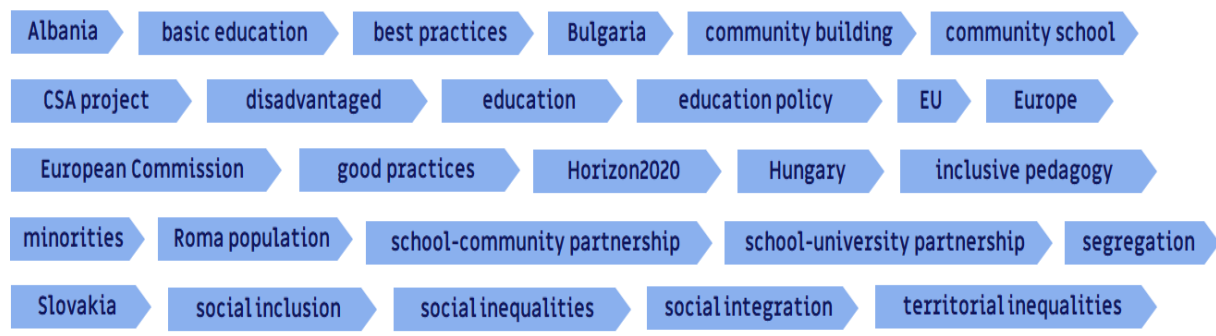 Albania basic education best practices Bulgaria community building community school
CSA project disadvantaged education education policy EU Europe
European Commission good practices Horizon2020 Hungary inclusive pedagogy
minorities Roma population school-community partnership school-university partnership segregation
Slovakia social inclusion social inequalities social integration territorial inequalities